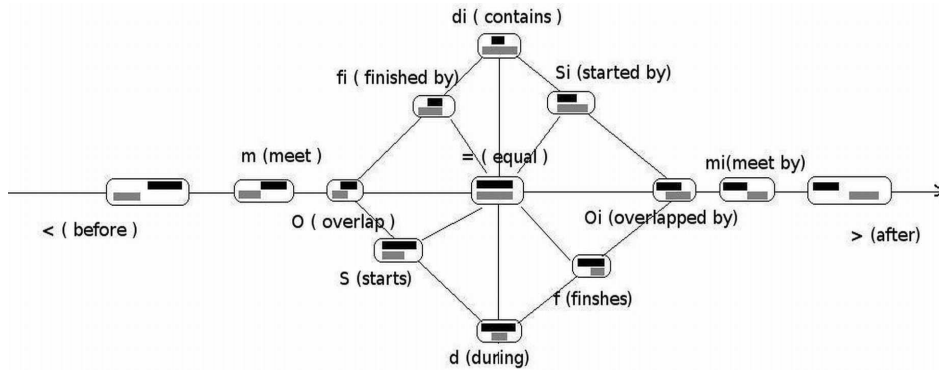 di ( contains )
fi ( finished by)
Si (started by)
m (meet )
= ( equal )
mi(meet by)
O ( overlap )
Oi (overlapped by)
< ( before )
> (after)
S (starts)
f (finshes)
d (during)